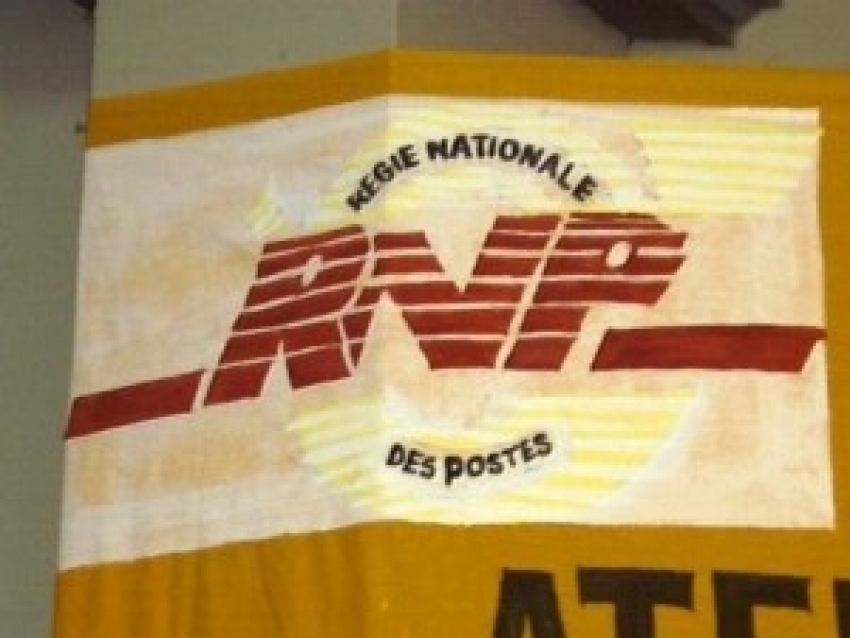 REGIE NATIONALE
RNP
DES POSTES